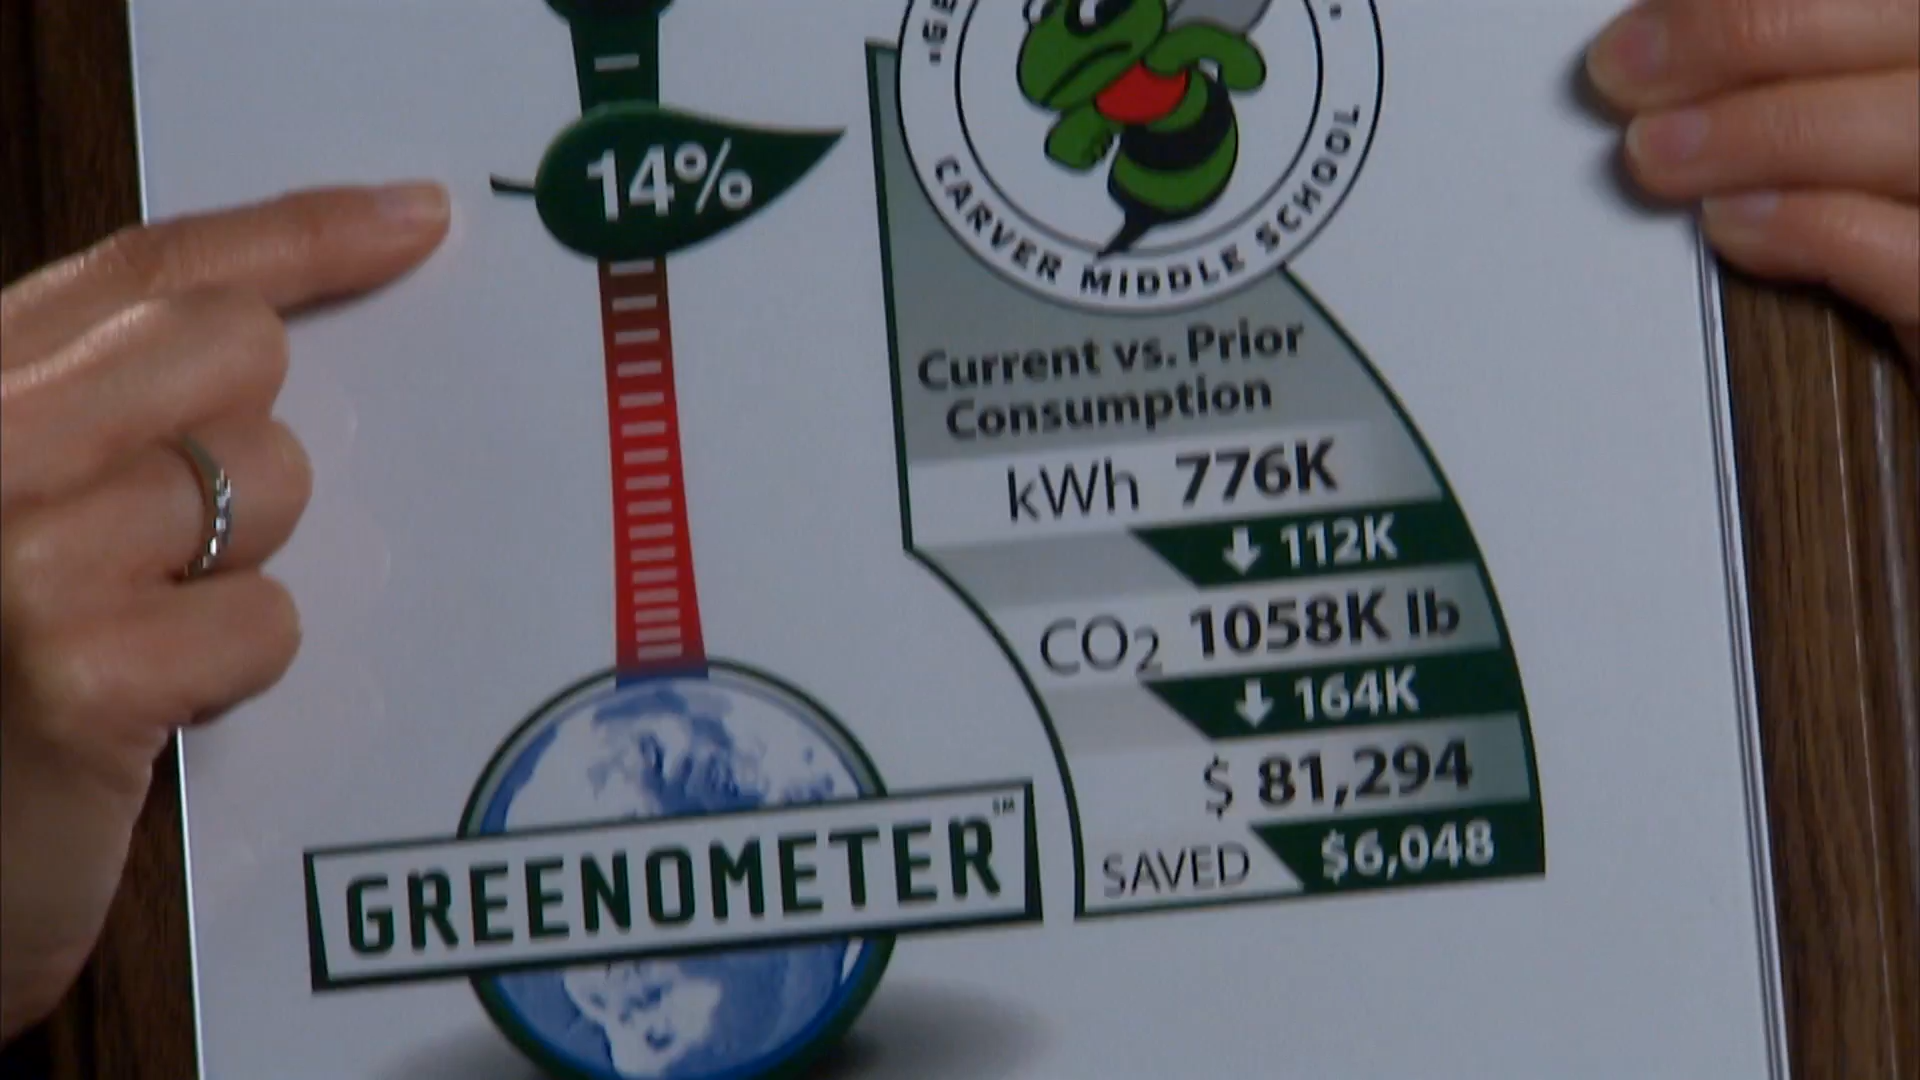 14%
CARVER MIDDLE SCHOOL
Current vs. Prior
Consumption
kWh 776K
112K
CO2 1058K lb
164K
$ 81,294
SAVED $6,048
GREENOMETER SM